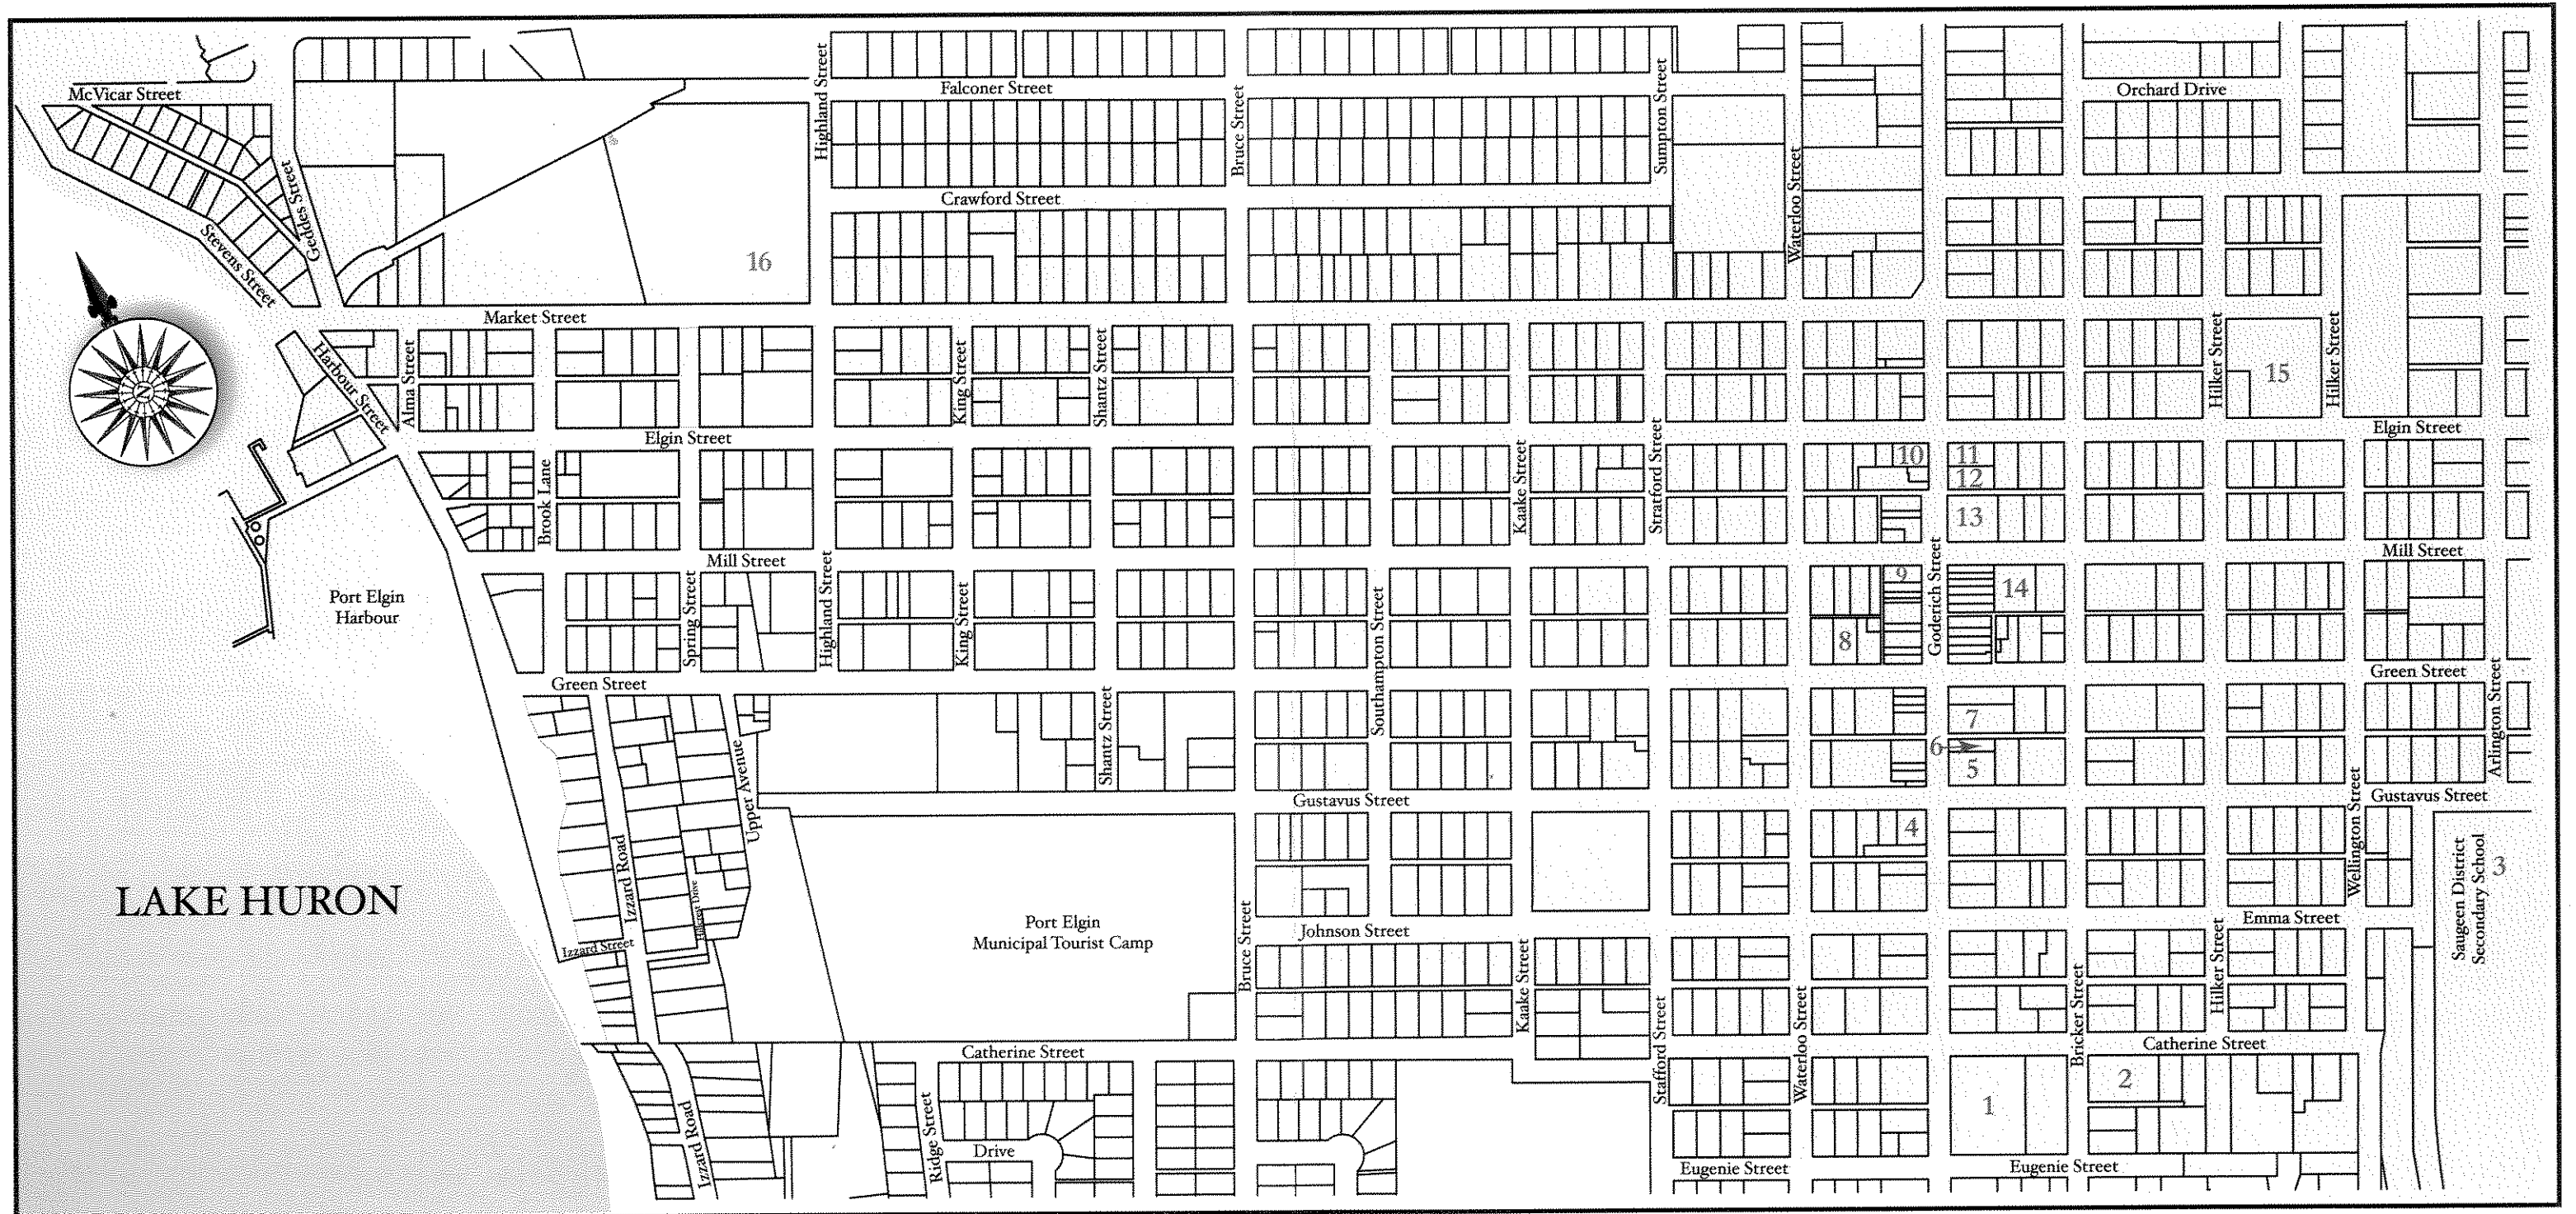 McVicar Street
Geddes Street
Stevens Street
Highland Street
Falconer Street
Bruce Street
Sumpton Street
Orchard Drive
Crawford Street
Waterloo Street
16
Market Street
Harbour Street
Alma Street
King Street
Shantz Street
Hilker Street
15
Hilker Street
N
Elgin Street
Elgin Street
Brook Lane
Kaake Street
Stratford Street
10
11
12
13
Mill Street
Mill Street
Port Elgin
Harbour
Spring Street
Highland Street
King Street
Southampton Street
9
8
Goderich Street
14
Green Street
Green Street
Shantz Street
Upper Avenue
7
6
5
Arlington Street
Gustavus Street
Gustavus Street
Izzard Road
Hillcrest Drive
4
Wellington Street
Saugeen District
Secondary School
3
LAKE HURON
Port Elgin
Municipal Tourist Camp
Izzard Street
Bruce Street
Johnson Street
Kaake Street
Emma Street
Hilker Street
Stafford Street
Waterloo Street
Bricker Street
Catherine Street
Catherine Street
2
1
Izzard Road
Ridge Street
Drive
Eugenie Street
Eugenie Street